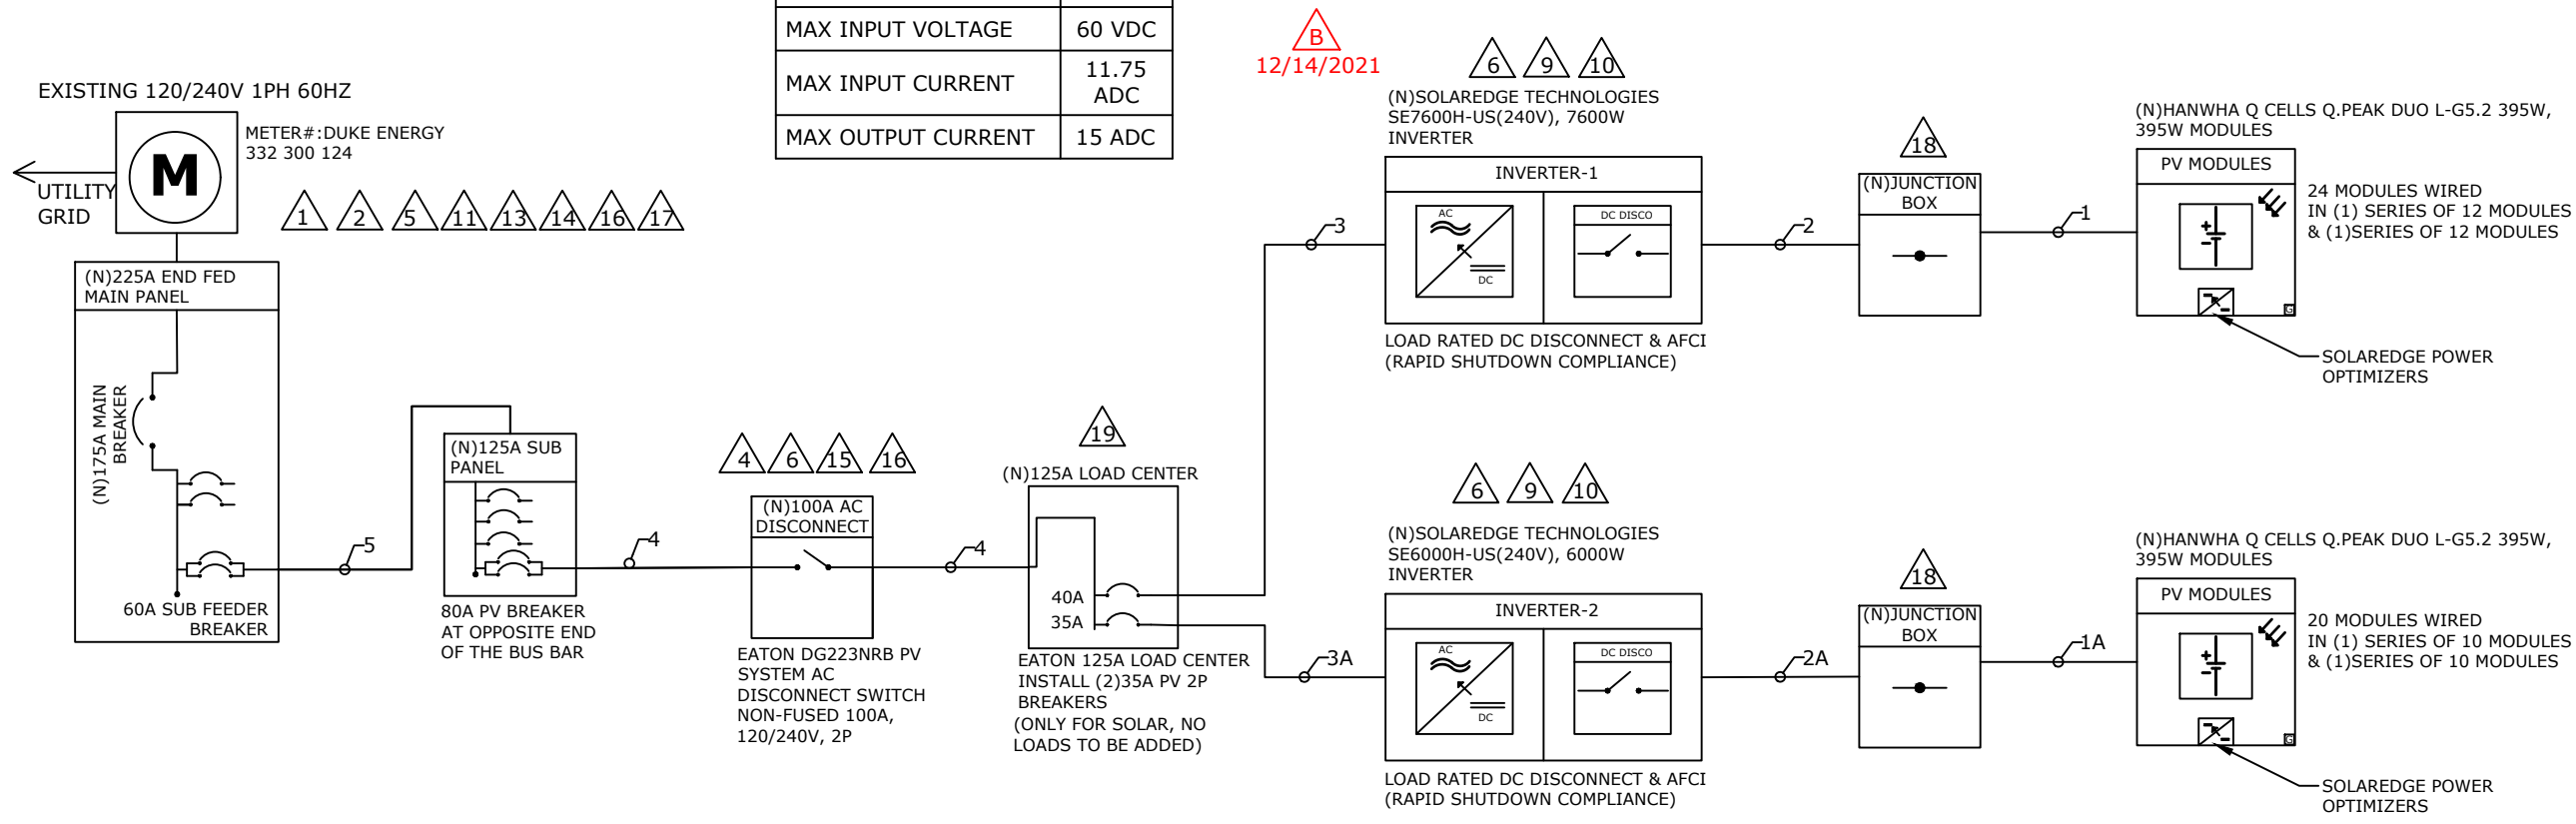 MAX INPUT VOLTAGE 60 VDC
MAX INPUT CURRENT 11.75
ADC
MAX OUTPUT CURRENT 15 ADC
B
12/14/2021
EXISTING 120/240V 1PH 60HZ
M
METER#:DUKE ENERGY
332 300 124
UTILITY
GRID
1 2 5 11 13 14 16 17
(N)225A END FED
MAIN PANEL
(N)175A MAIN
BREAKER
60A SUB FEEDER
BREAKER
5
(N)125A SUB
PANEL
80A PV BREAKER
AT OPPOSITE END
OF THE BUS BAR
4
4 6 15 16
(N)100A AC
DISCONNECT
EATON DG223NRB PV
SYSTEM AC
DISCONNECT SWITCH
NON-FUSED 100A,
120/240V, 2P
4
19
(N)125A LOAD CENTER
40A
35A
EATON 125A LOAD CENTER
INSTALL (2)35A PV 2P
BREAKERS
(ONLY FOR SOLAR, NO
LOADS TO BE ADDED)
3
6 9 10
(N)SOLAREDGE TECHNOLOGIES
SE7600H-US(240V), 7600W
INVERTER
INVERTER-1
AC
DC
DC DISCO
LOAD RATED DC DISCONNECT & AFCI
(RAPID SHUTDOWN COMPLIANCE)
2
18
(N)JUNCTION
BOX
1
(N)HANWHA Q CELLS Q.PEAK DUO L-G5.2 395W,
395W MODULES
PV MODULES
G
24 MODULES WIRED
IN (1) SERIES OF 12 MODULES
& (1)SERIES OF 12 MODULES
SOLAREDGE POWER
OPTIMIZERS
3A
6 9 10
(N)SOLAREDGE TECHNOLOGIES
SE6000H-US(240V), 6000W
INVERTER
INVERTER-2
AC
DC
DC DISCO
LOAD RATED DC DISCONNECT & AFCI
(RAPID SHUTDOWN COMPLIANCE)
2A
18
(N)JUNCTION
BOX
1A
(N)HANWHA Q CELLS Q.PEAK DUO L-G5.2 395W,
395W MODULES
PV MODULES
G
20 MODULES WIRED
IN (1) SERIES OF 10 MODULES
& (1)SERIES OF 10 MODULES
SOLAREDGE POWER
OPTIMIZERS